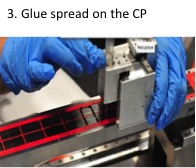 3. Glue spread on the CP